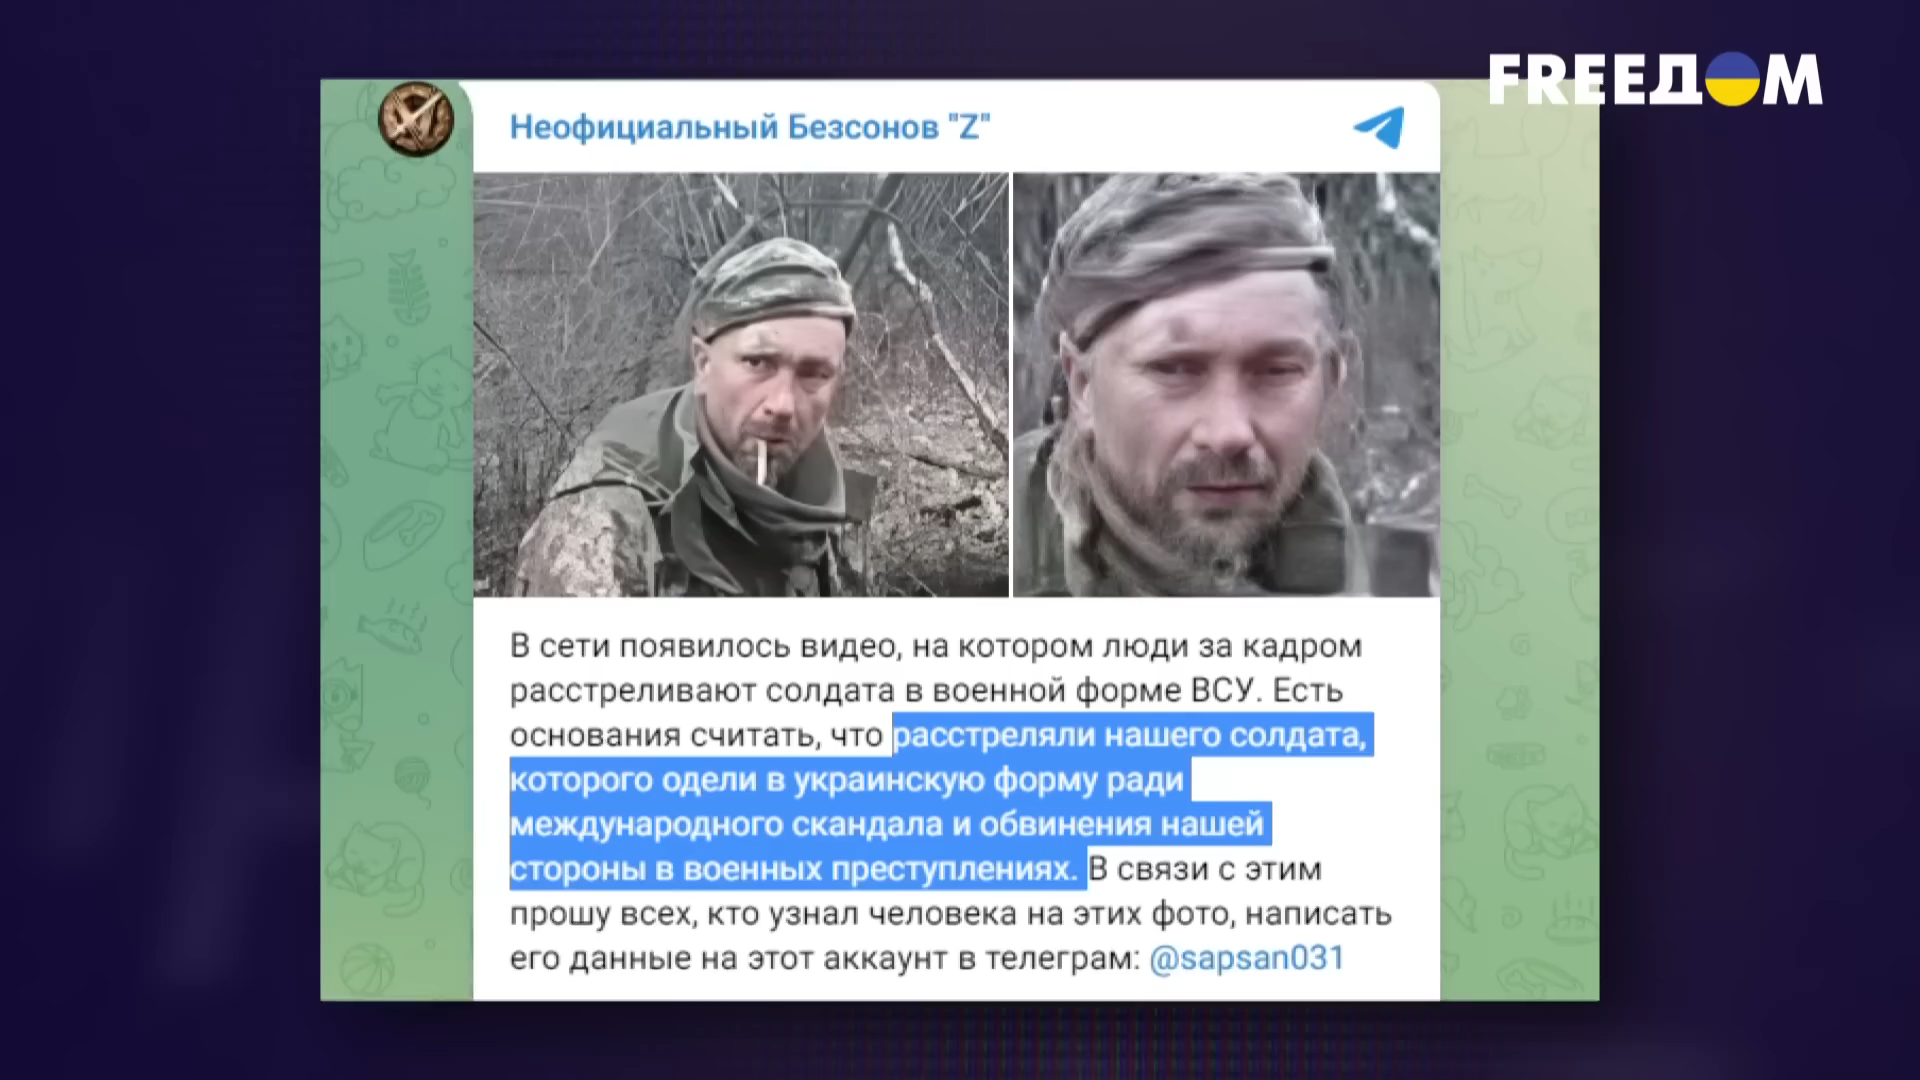 FREEДOM
Неофициальный Безсонов "Z"
В сети появилось видео, на котором люди за кадром
расстреливают солдата в военной форме ВСУ. Есть
основания считать, что расстреляли нашего солдата,
которого одели в украинскую форму ради
международного скандала и обвинения нашей
стороны в военных преступлениях. В связи с этим
прошу всех, кто узнал человека на этих фото, написать
его данные на этот аккаунт в телеграм: @sapsan031